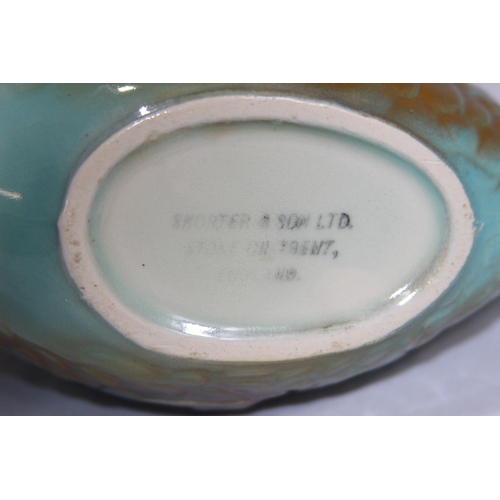 SHORTER & SON LTD.
STOKE ON TRENT,
ENGLAND.